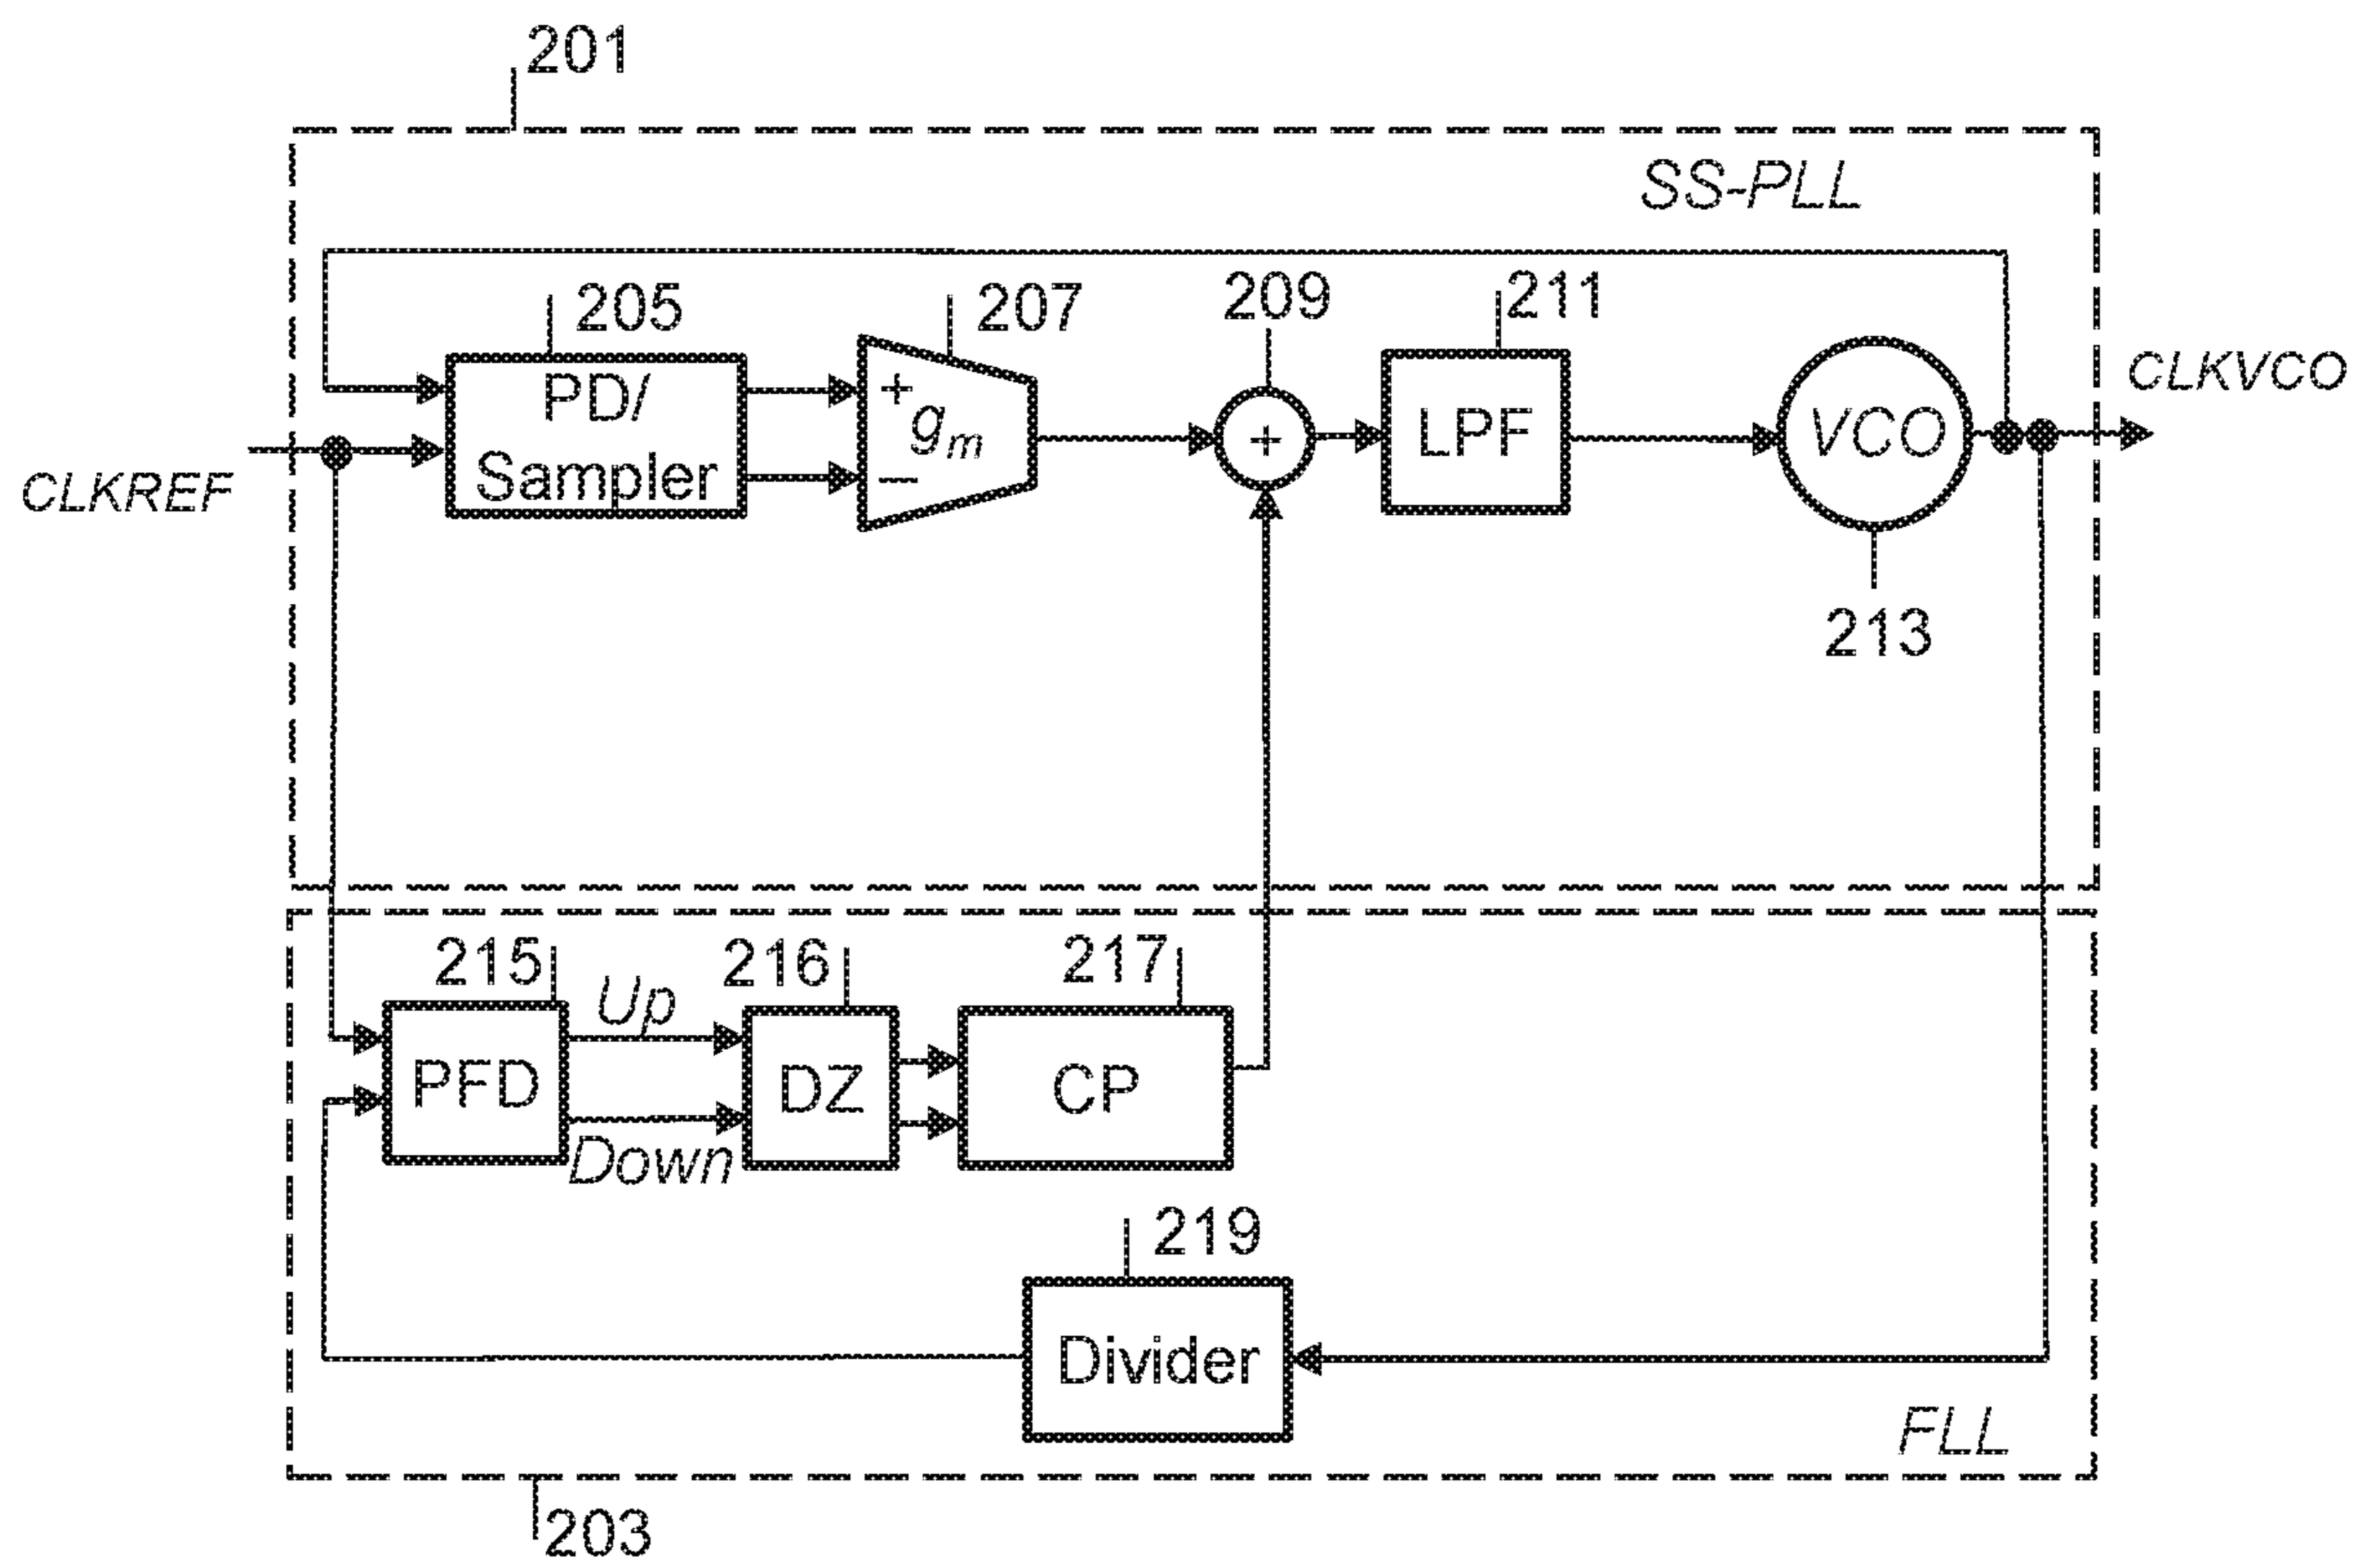 201
SS-PLL
205
207
209
211
CLKVCO
PD/
Sampler
+
gm
−
+
LPF
VCO
CLKREF
213
215
Up
216
217
PFD
DZ
CP
Down
219
Divider
FLL
203